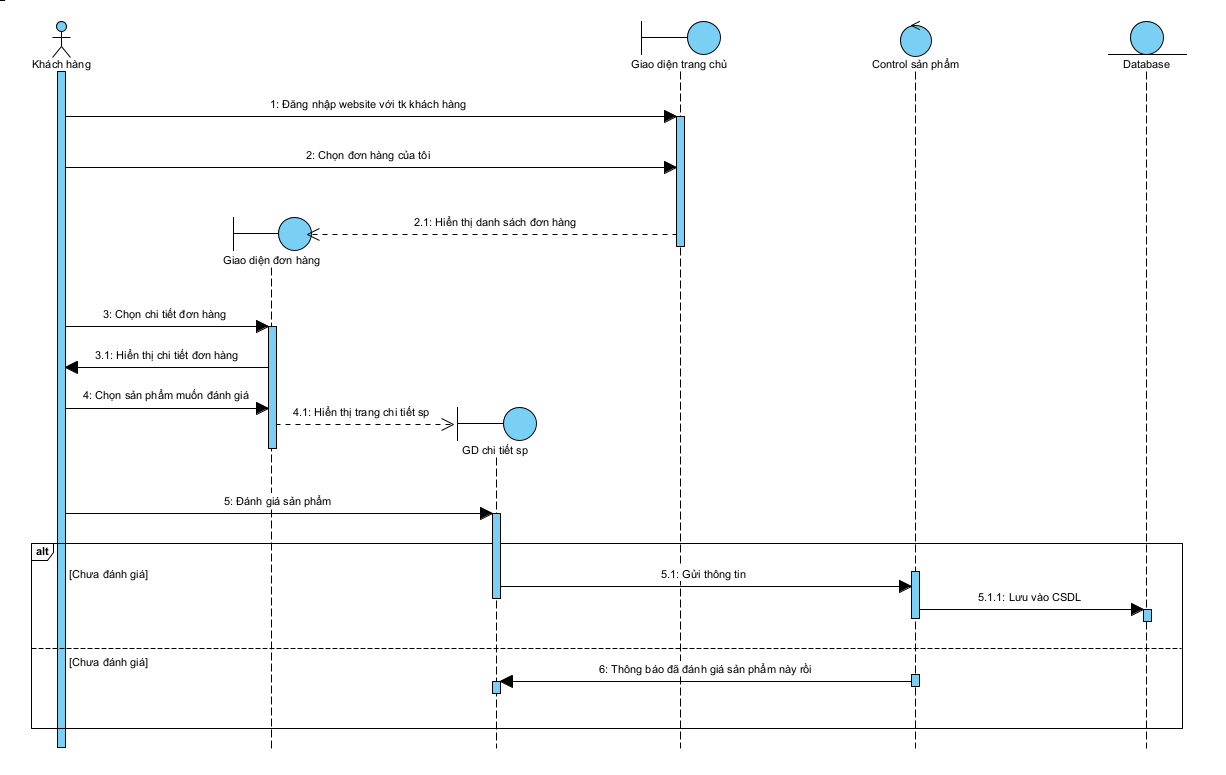 Khách hàng
Giao diện trang chủ
Control sản phẩm
Database
1: Đăng nhập website với tk khách hàng
2: Chọn đơn hàng của tôi
2.1: Hiển thị danh sách đơn hàng
Giao diện đơn hàng
3: Chọn chi tiết đơn hàng
3.1: Hiển thị chi tiết đơn hàng
4: Chọn sản phẩm muốn đánh giá
4.1: Hiển thị trang chi tiết sp
GD chi tiết sp
5: Đánh giá sản phẩm
alt
[Chưa đánh giá]
5.1: Gửi thông tin
5.1.1: Lưu vào CSDL
[Chưa đánh giá]
6: Thông báo đã đánh giá sản phẩm này rồi